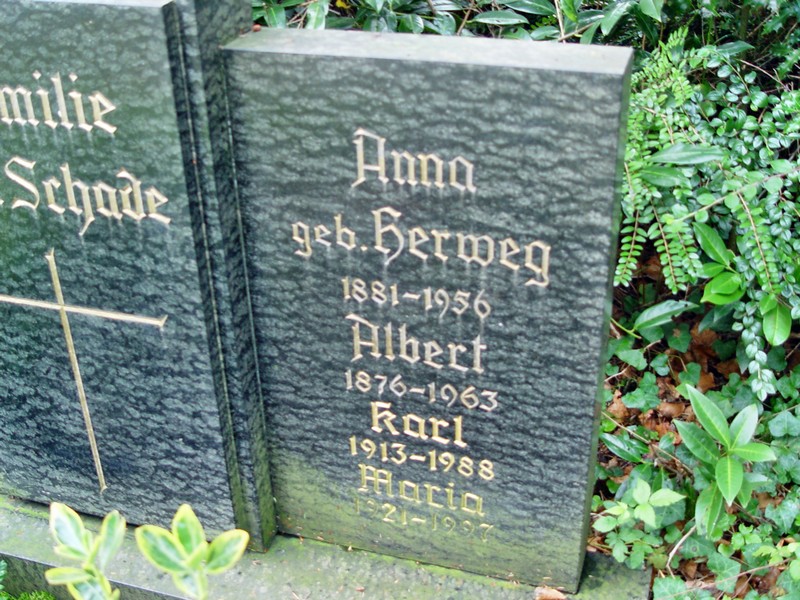 milie
.Schade
Anna
geb. Herweg
1881-1956
Albert
1876-1963
Karl
1913-1988
Maria
1921-1997